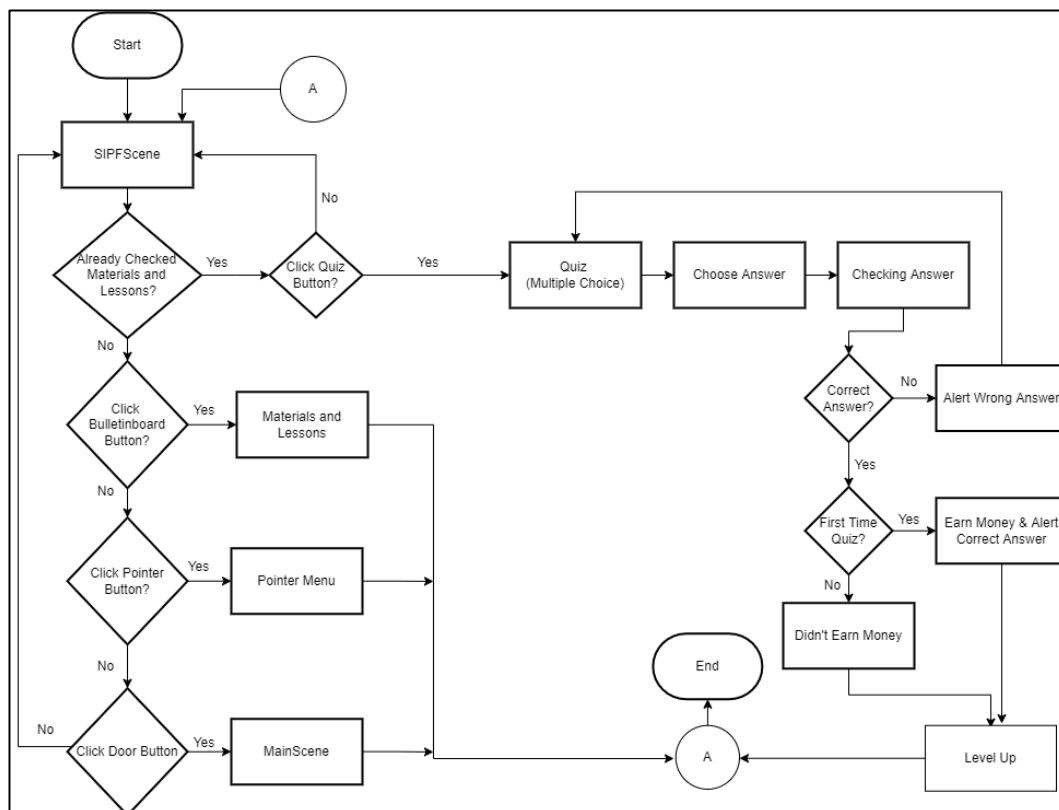 Start
A
SIPFScene
No
Already Checked
Materials and
Lessons?
Yes
Click Quiz
Button?
Yes
Quiz
(Multiple Choice)
Choose Answer
Checking Answer
No
Click
Bulletinboard
Button?
Yes
Materials and
Lessons
Correct
Answer?
No
Alert Wrong Answer
Yes
No
First Time
Quiz?
Yes
Earn Money & Alert
Correct Answer
Click Pointer
Button?
Yes
Pointer Menu
No
Didn't Earn Money
No
End
No
Click Door Button
Yes
MainScene
A
Level Up